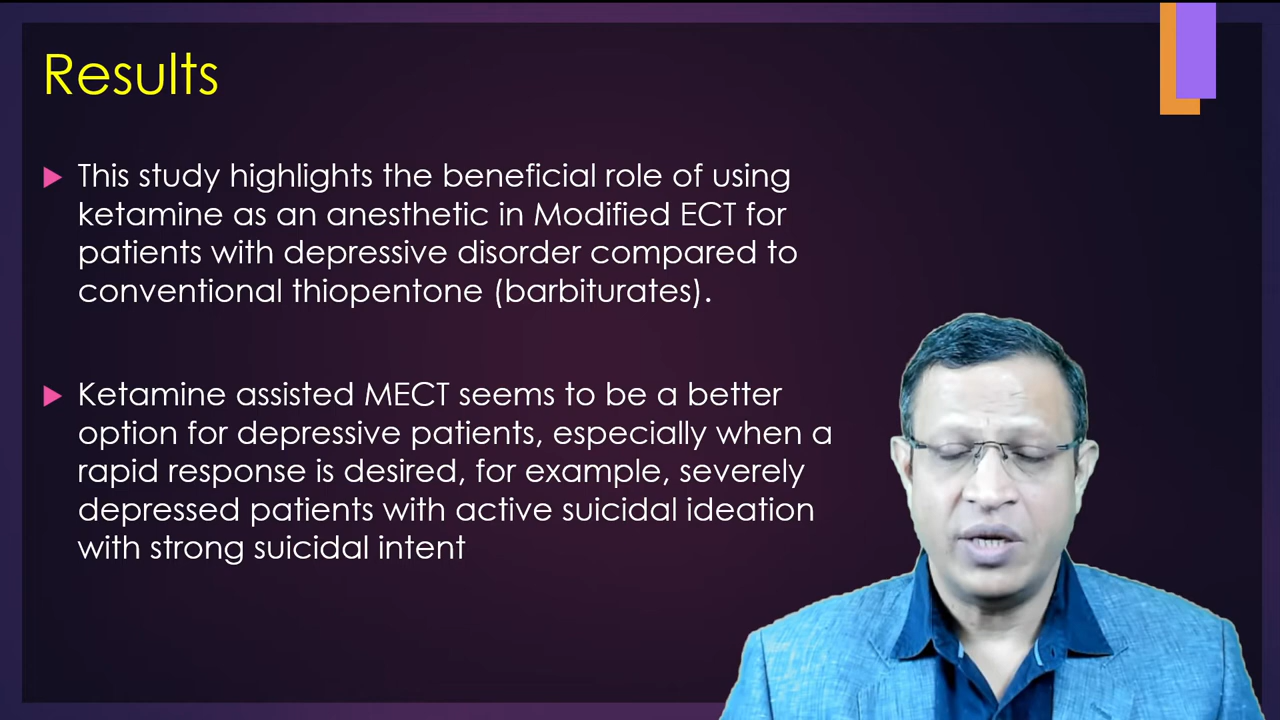 Results
This study highlights the beneficial role of using
ketamine as an anesthetic in Modified ECT for
patients with depressive disorder compared to
conventional thiopentone (barbiturates).
Ketamine assisted MECT seems to be a better
option for depressive patients, especially when a
rapid response is desired, for example, severely
depressed patients with active suicidal ideation
with strong suicidal intent